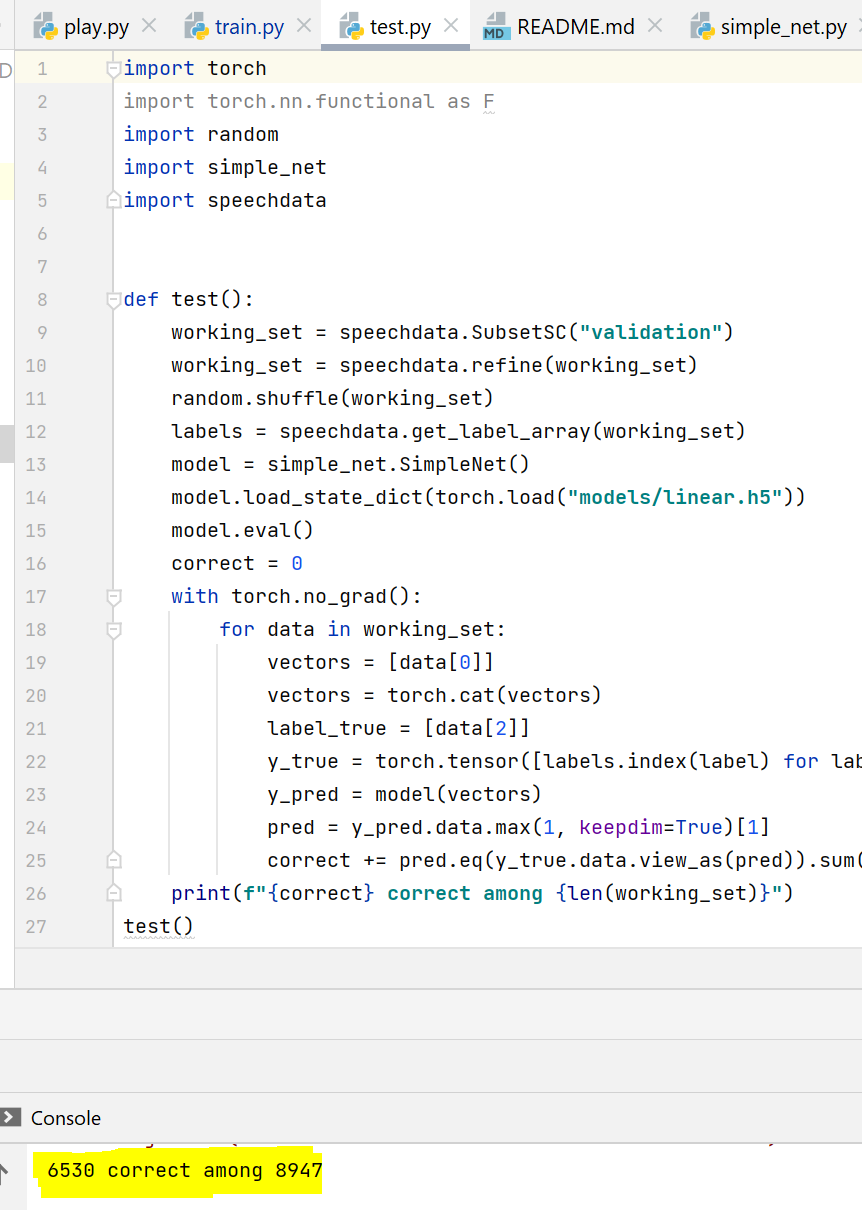 play.py train.py test.py README.md simple_net.py
MD
D
1 import torch
2 import torch.nn.functional as F
3 import random
4 import simple_net
5 import speechdata
6
7
8 def test():
9 working_set = speechdata.SubsetSC("validation")
10 working_set = speechdata.refine(working_set)
11 random.shuffle(working_set)
12 labels = speechdata.get_label_array(working_set)
13 model = simple_net.SimpleNet()
14 model.load_state_dict(torch.load("models/linear.h5"))
15 model.eval()
16 correct = 0
17 with torch.no_grad():
18 for data in working_set:
19 vectors = [data[0]]
20 vectors = torch.cat(vectors)
21 label_true = [data[2]]
22 y_true = torch.tensor([labels.index(label) for lab
23 y_pred = model(vectors)
24 pred = y_pred.data.max(1, keepdim=True)[1]
25 correct += pred.eq(y_true.data.view_as(pred)).sum(
26 print(f"{correct} correct among {len(working_set)}")
27 test()
Console
6530 correct among 8947